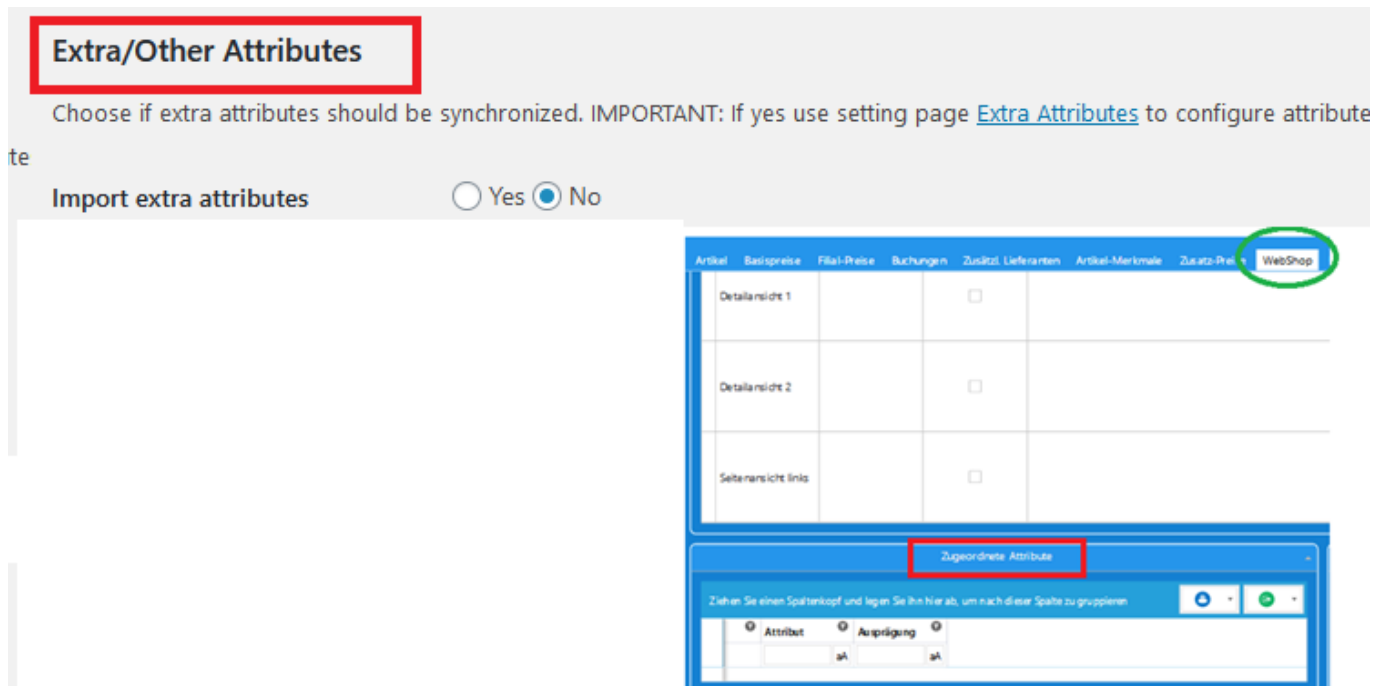 Extra/Other Attributes
Choose if extra attributes should be synchronized. IMPORTANT: If yes use setting page Extra Attributes to configure attribute
te
Import extra attributes Yes No
Artikel Basispreise Filial-Preise Buchungen Zusätzl. Lieferanten Artikel-Merkmale Zusatz-Preise WebShop
Detailansicht 1
Detailansicht 2
Seitenansicht links
Zugeordnete Attribute
Ziehen Sie einen Spaltenkopf und legen Sie ihn hier ab, um nach dieser Spalte zu gruppieren
Attribut Ausprägung
aA aA